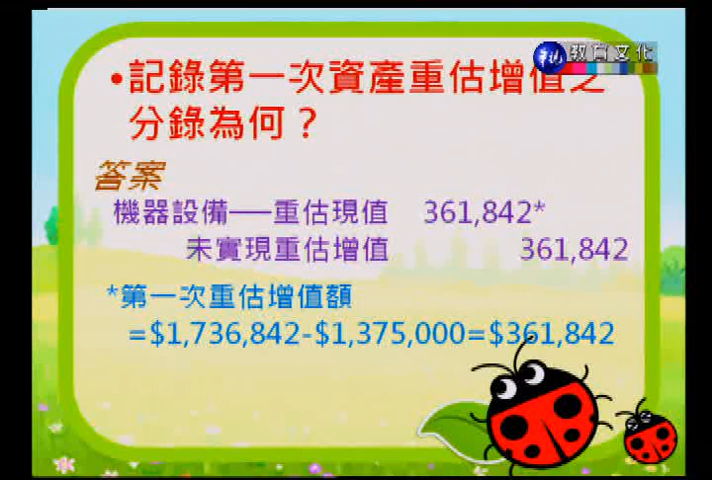 教育文化
•記錄第一次資產重估增值之
分錄為何？
答案
機器設備──重估現值 361,842*
未實現重估增值 361,842
*第一次重估增值額
=$1,736,842-$1,375,000=$361,842